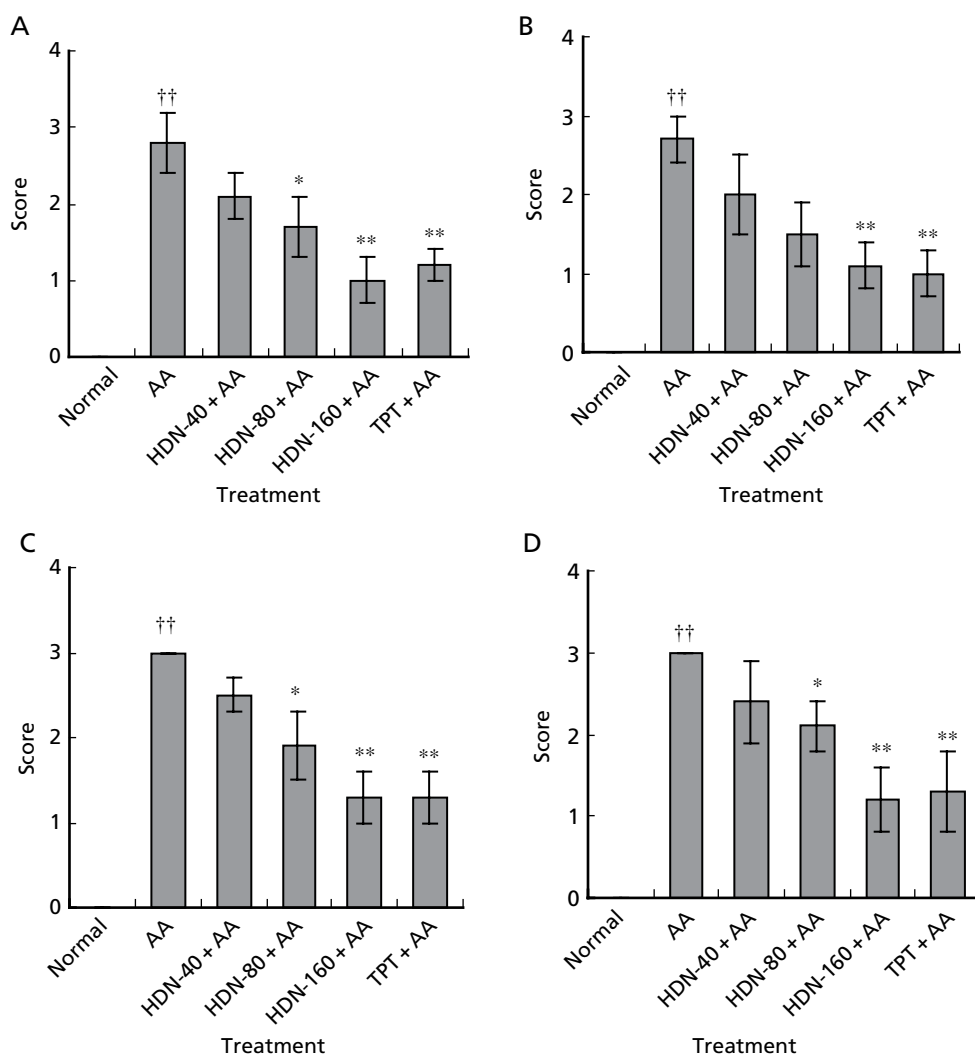 A
4
3
2
1
0
Score
††
*
**
**
Normal
AA
HDN-40 + AA
HDN-80 + AA
HDN-160 + AA
TPT + AA
Treatment
B
4
3
2
1
0
Score
††
**
**
Normal
AA
HDN-40 + AA
HDN-80 + AA
HDN-160 + AA
TPT + AA
Treatment
C
4
3
2
1
0
Score
††
*
**
**
Normal
AA
HDN-40 + AA
HDN-80 + AA
HDN-160 + AA
TPT + AA
Treatment
D
4
3
2
1
0
Score
††
*
**
**
Normal
AA
HDN-40 + AA
HDN-80 + AA
HDN-160 + AA
TPT + AA
Treatment